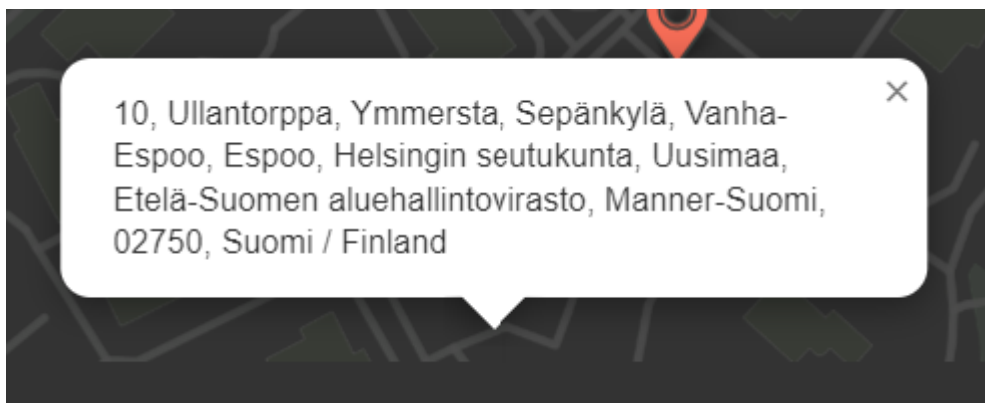 10, Ullantorppa, Ymmersta, Sepänkylä, Vanha-
Espoo, Espoo, Helsingin seutukunta, Uusimaa,
Etelä-Suomen aluehallintovirasto, Manner-Suomi,
02750, Suomi / Finland